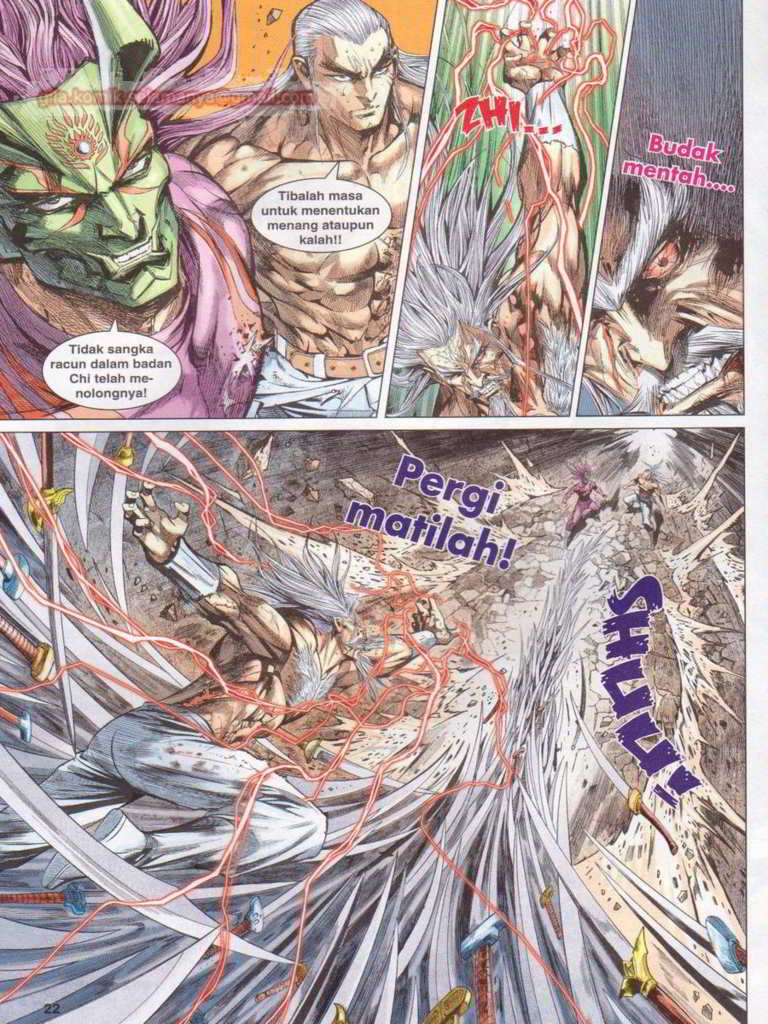 Tibalah masa
untuk menentukan
menang ataupun
kalah!!
Tidak sangka
racun dalam badan
Chi telah me-
nolongnya!
ZHI...
Budak
mentah....
Pergi
matilah!
SHUU!!
22